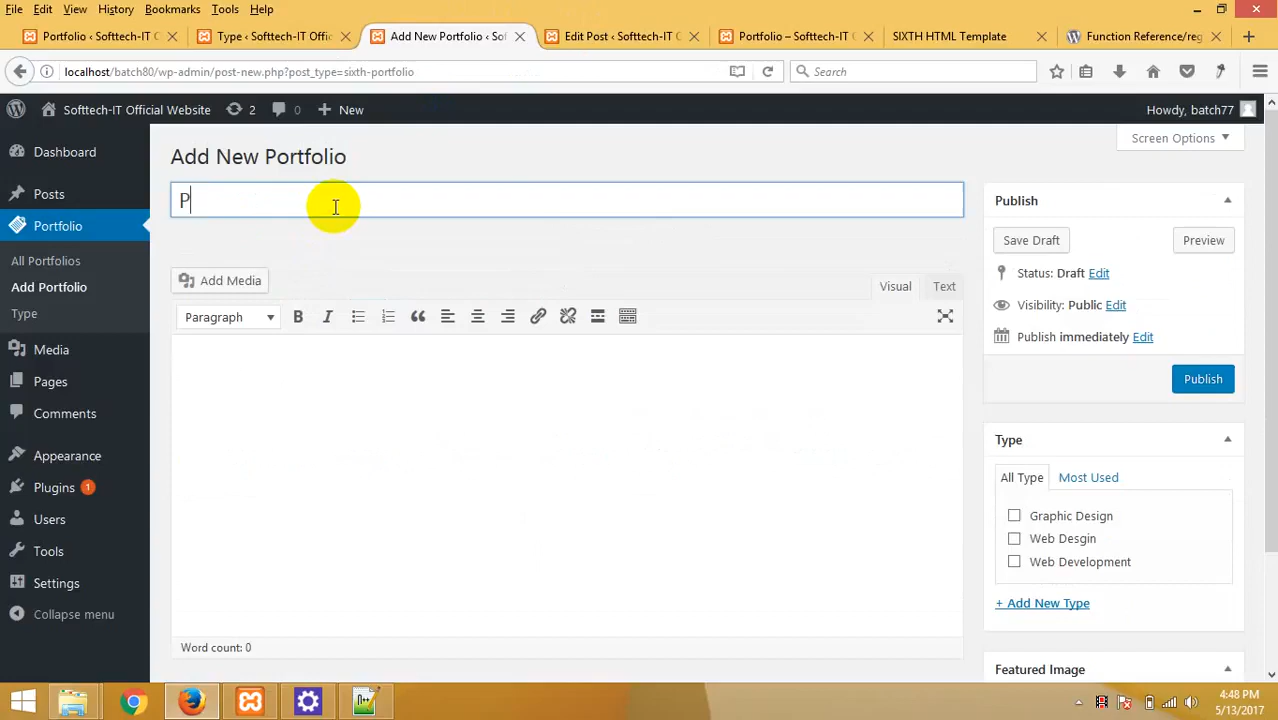 File Edit View History Bookmarks Tools Help
Portfolio ‹ Softtech-IT C Type ‹ Softtech-IT Offic Add New Portfolio ‹ Sof Edit Post ‹ Softtech-IT C Portfolio – Softtech-IT C SIXTH HTML Template Function Reference/reg
localhost/batch80/wp-admin/post-new.php?post_type=sixth-portfolio Search
Softtech-IT Official Website 2 0 New Howdy, batch77
Screen Options
Add New Portfolio
P
Dashboard
Posts
Portfolio
All Portfolios
Add Portfolio
Type
Media
Pages
Comments
Appearance
Plugins 1
Users
Tools
Settings
Collapse menu
Add Media Visual Text
Paragraph B I
Word count: 0
Publish
Save Draft Preview
Status: Draft Edit
Visibility: Public Edit
Publish immediately Edit
Publish
Type
All Type Most Used
Graphic Design
Web Desgin
Web Development
+ Add New Type
Featured Image
4:48 PM
5/13/2017